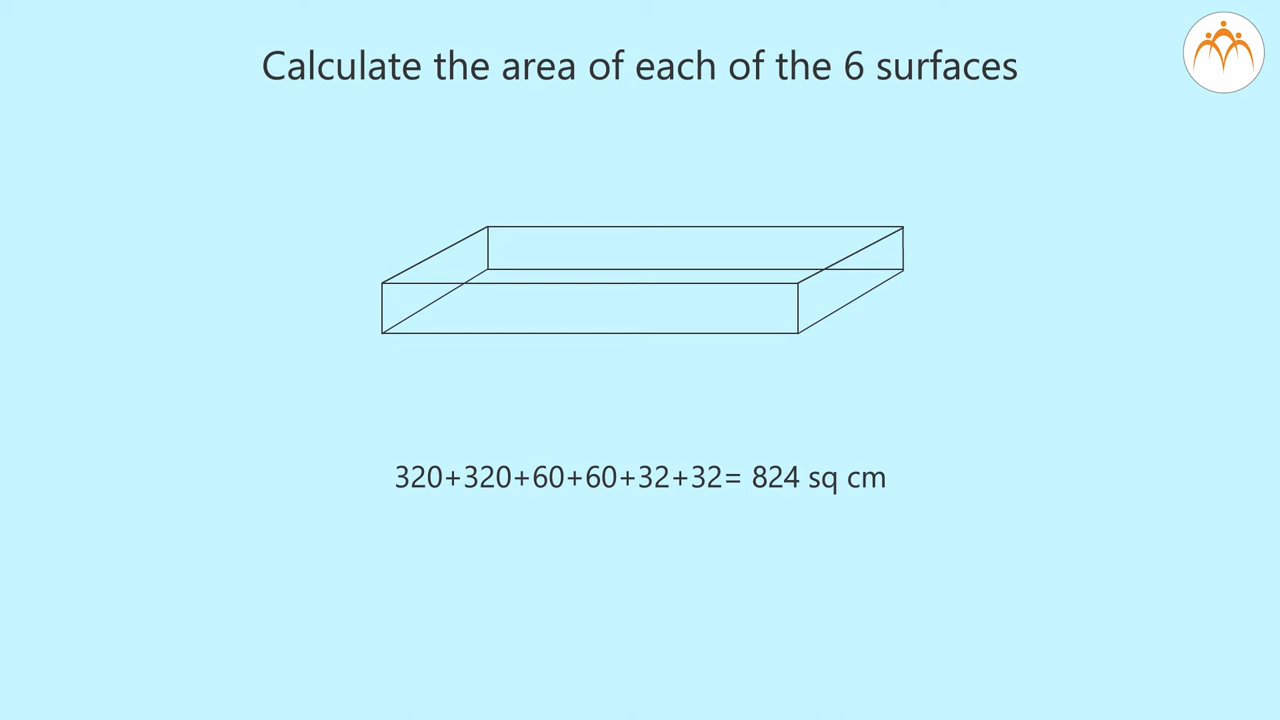 Calculate the area of each of the 6 surfaces
320+320+60+60+32+32= 824 sq cm